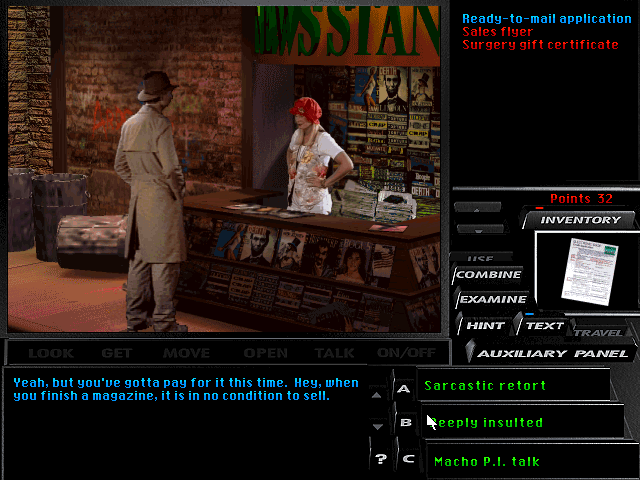 NEWSSTAN
Ready-to-mail application
Sales flyer
Surgery gift certificate
Points 32
INVENTORY
USE
COMBINE
EXAMINE
HINT
TEXT
TRAVEL
AUXILIARY PANEL
LOOK
GET
MOVE
OPEN
TALK
ON/OFF
Yeah, but you've gotta pay for it this time. Hey, when
you finish a magazine, it is in no condition to sell.
A
Sarcastic retort
B
Deeply insulted
?
C
Macho P.I. talk